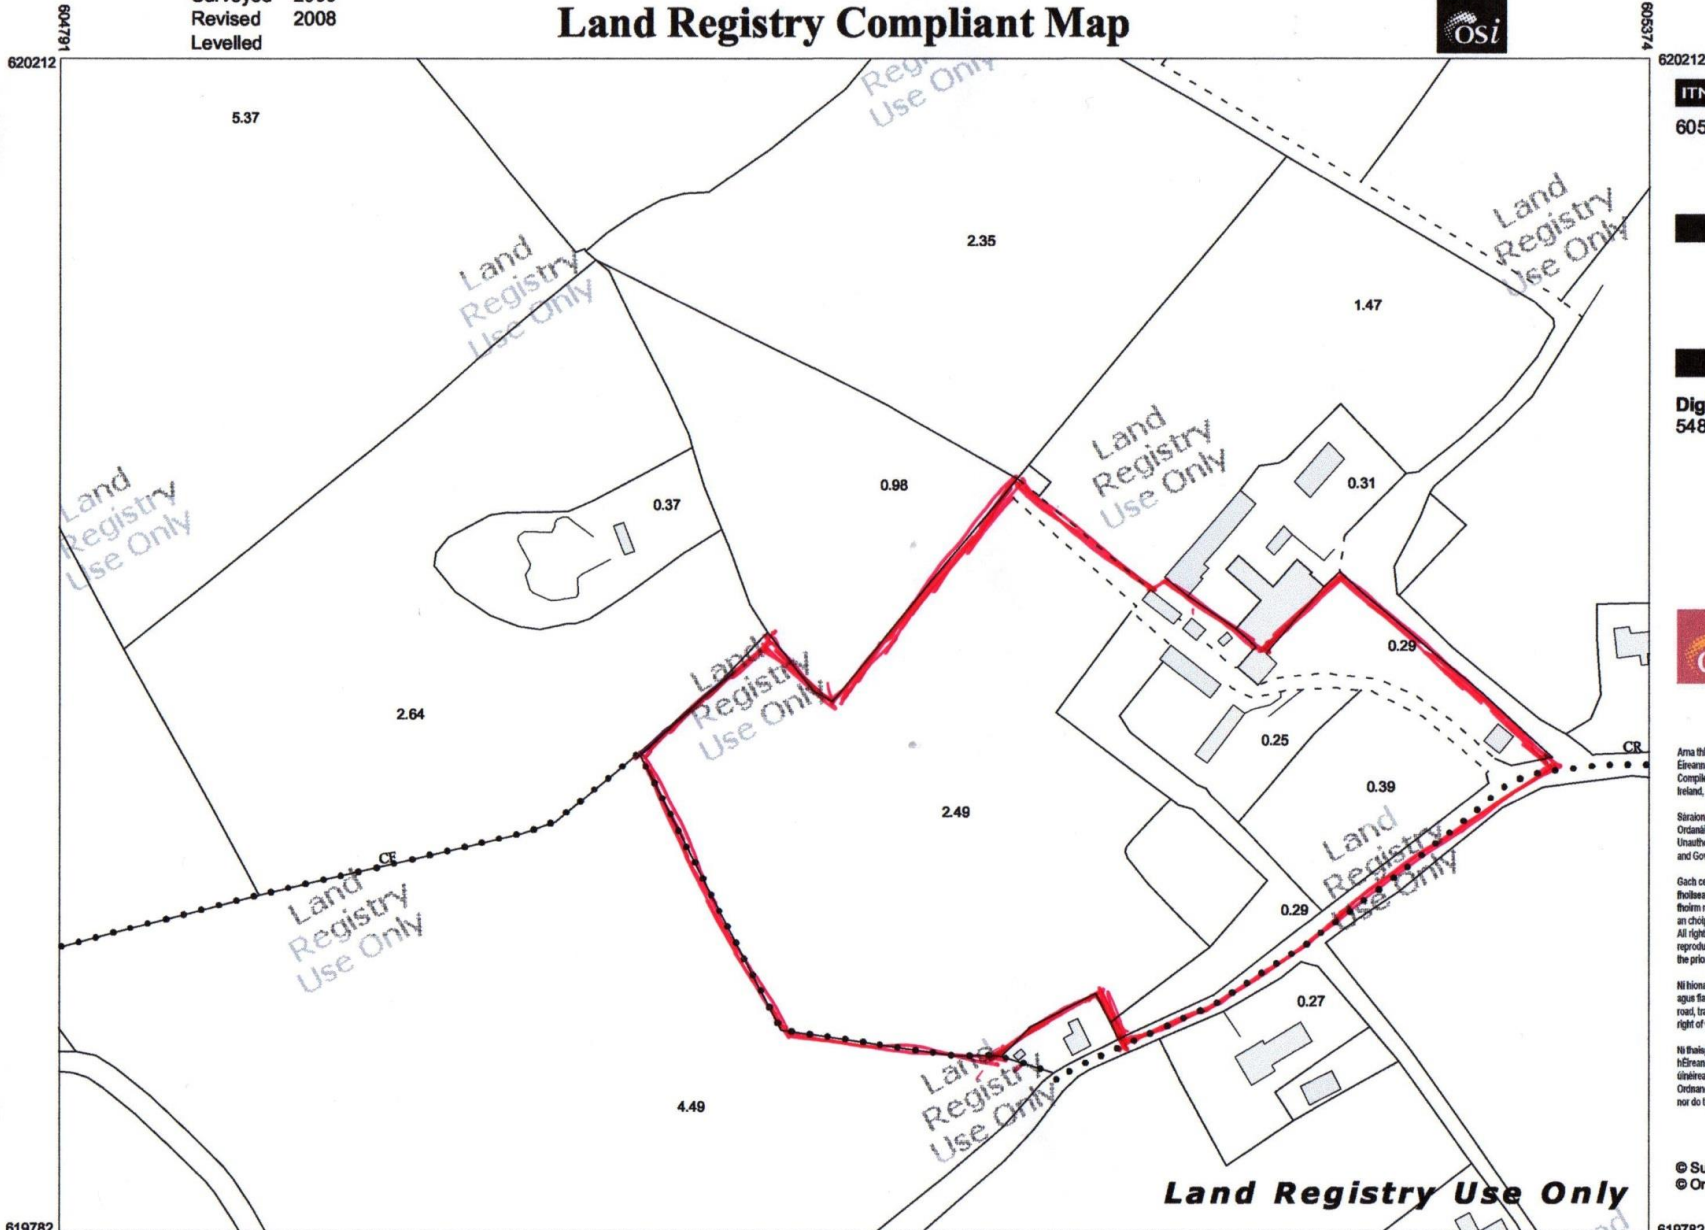 604791
Revised 2008
Levelled
Land Registry Compliant Map
osi
605374
620212
620212
ITN
605
5.37
Use Only
2.35
Land
Registry
Use Only
Land
Registry
Use Only
1.47
Dig
548
Land
Registry
Use Only
0.98
0.31
0.37
Land
Registry
Use Only
0.29
Land
Registry
Use Only
2.64
0.25
CR
0.39
2.49
Land
Registry
Use Only
CF
Land
Registry
Use Only
0.29
0.27
Land
Registry
Use Only
4.49
Land Registry Use Only
© Su
© Or
619782
619782